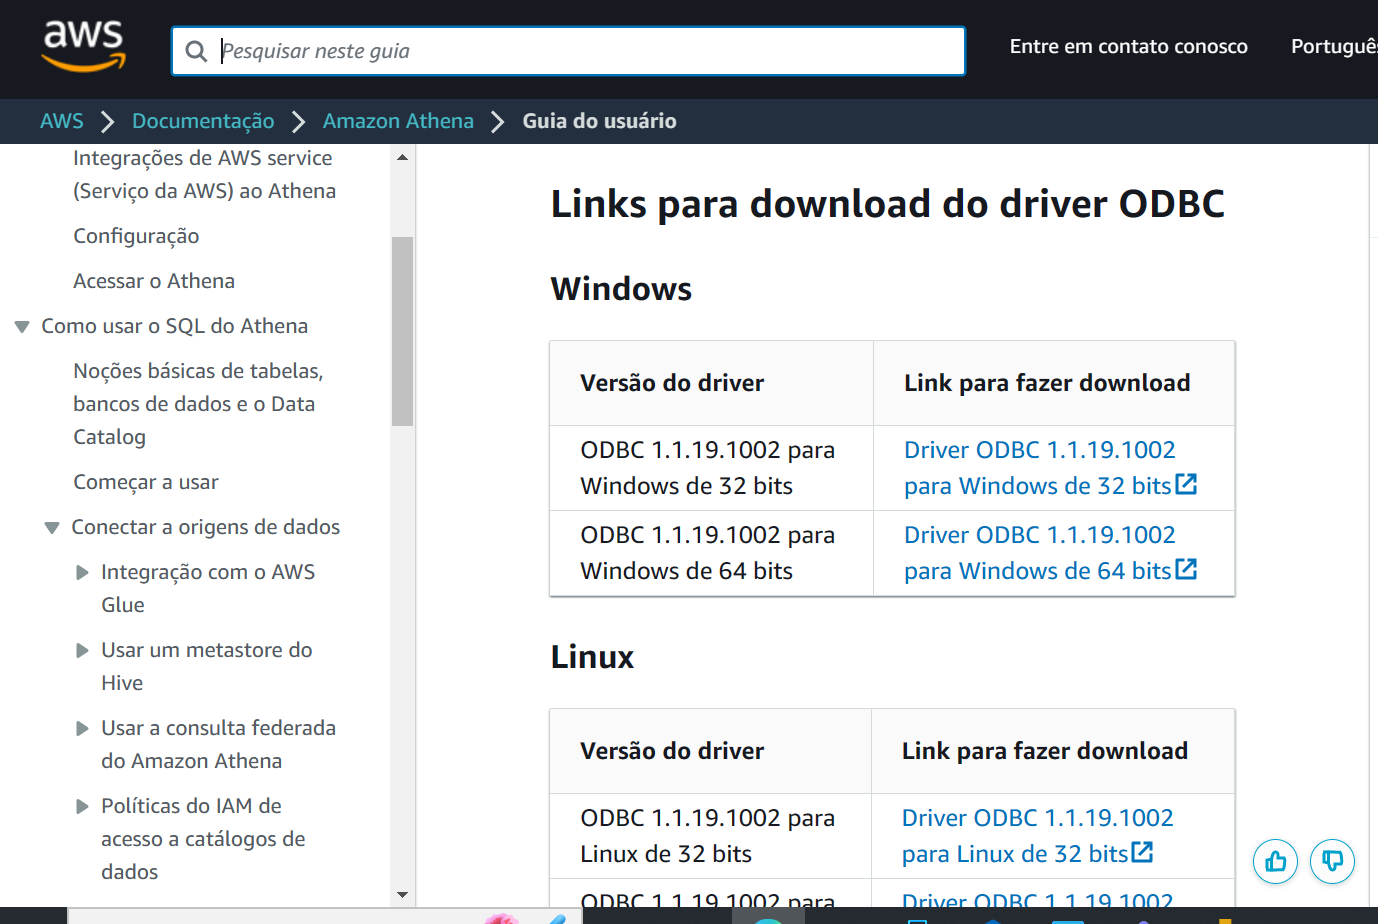 aws
Pesquisar neste guia
Entre em contato conosco
Português
AWS
Documentação
Amazon Athena
Guia do usuário
Integrações de AWS service
(Serviço da AWS) ao Athena
Configuração
Acessar o Athena
Como usar o SQL do Athena
Noções básicas de tabelas,
bancos de dados e o Data
Catalog
Começar a usar
Conectar a origens de dados
Integração com o AWS
Glue
Usar um metastore do
Hive
Usar a consulta federada
do Amazon Athena
Políticas do IAM de
acesso a catálogos de
dados
Links para download do driver ODBC
Windows
Versão do driver
Link para fazer download
ODBC 1.1.19.1002 para
Windows de 32 bits
Driver ODBC 1.1.19.1002
para Windows de 32 bits
ODBC 1.1.19.1002 para
Windows de 64 bits
Driver ODBC 1.1.19.1002
para Windows de 64 bits
Linux
Versão do driver
Link para fazer download
ODBC 1.1.19.1002 para
Linux de 32 bits
Driver ODBC 1.1.19.1002
para Linux de 32 bits
ODBC 1.1.19.1002 para
Driver ODBC 1.1.19.1002